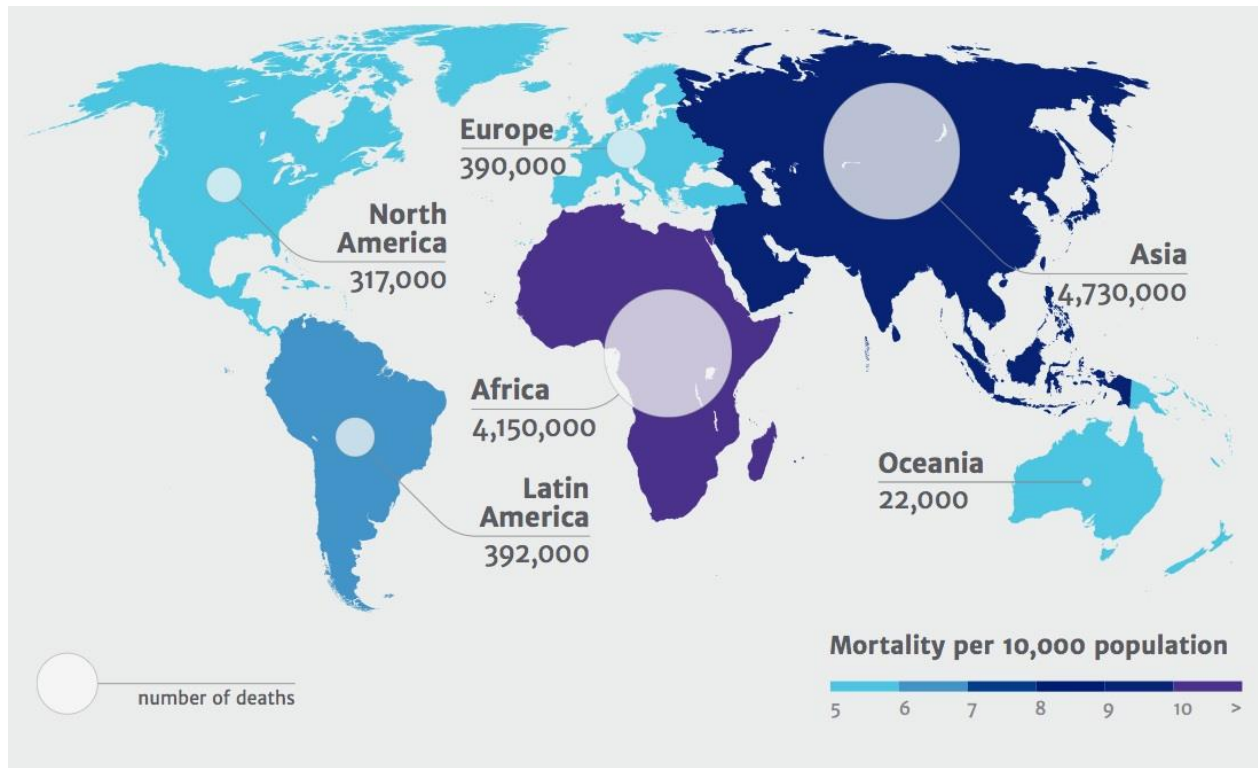 Europe
390,000
North
America
317,000
Asia
4,730,000
Africa
4,150,000
Oceania
22,000
Latin
America
392,000
Mortality per 10,000 population
5 6 7 8 9 10 >
number of deaths